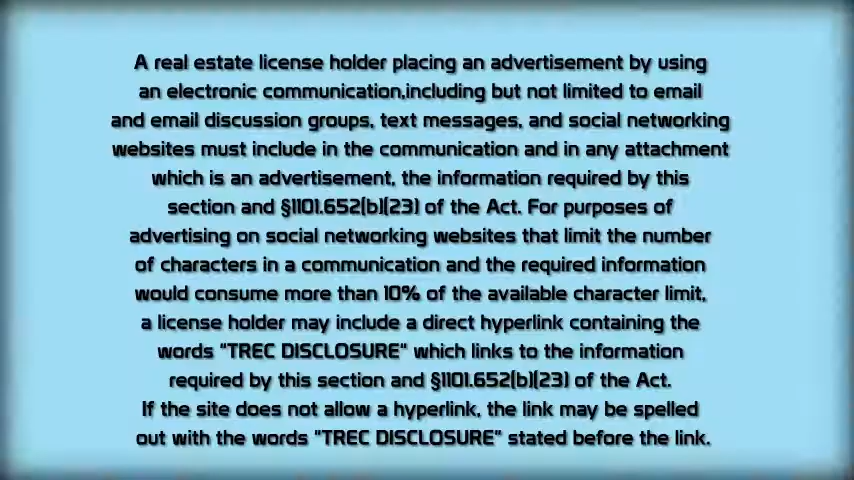 A real estate license holder placing an advertisement by using
an electronic communication,including but not limited to email
and email discussion groups, text messages, and social networking
websites must include in the communication and in any attachment
which is an advertisement, the information required by this
section and §1101.652(b)(23) of the Act. For purposes of
advertising on social networking websites that limit the number
of characters in a communication and the required information
would consume more than 10% of the available character limit,
a license holder may include a direct hyperlink containing the
words "TREC DISCLOSURE" which links to the information
required by this section and §1101.652(b)(23) of the Act.
If the site does not allow a hyperlink, the link may be spelled
out with the words "TREC DISCLOSURE" stated before the link.